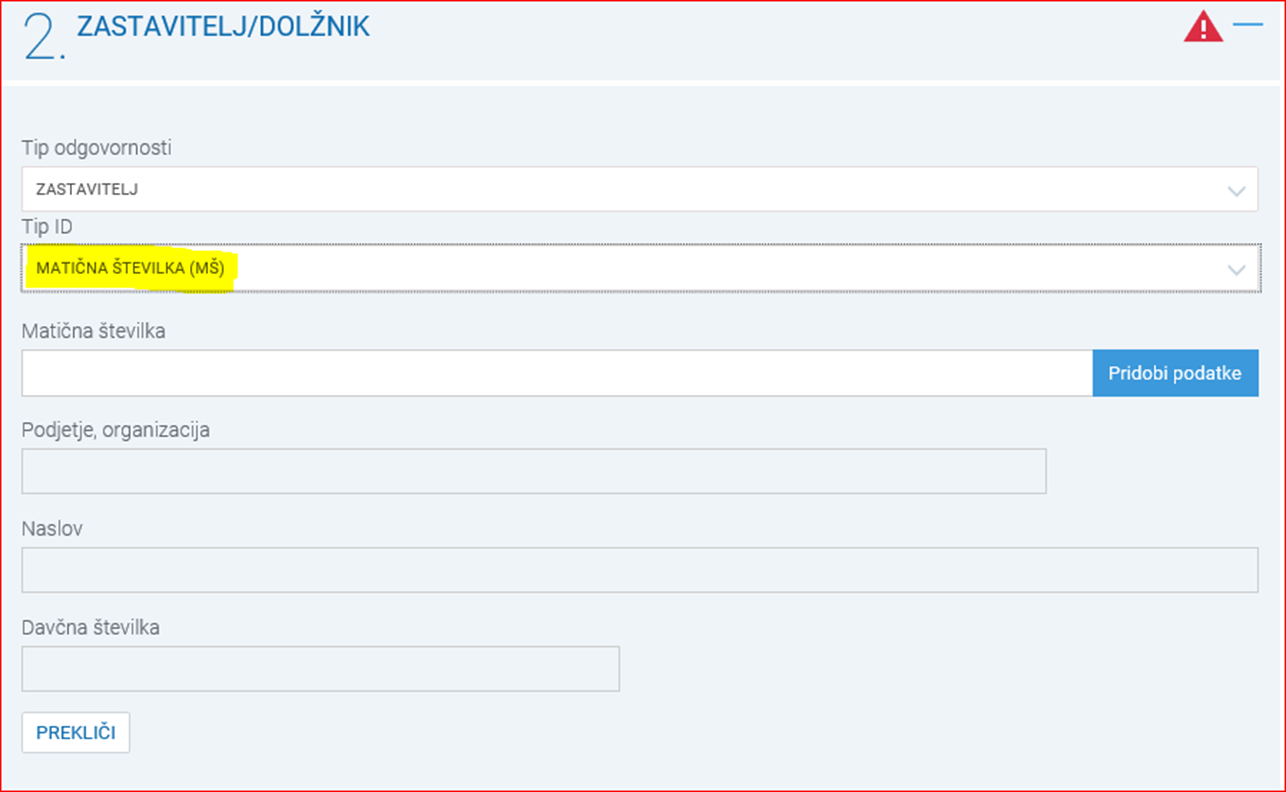 2. ZASTAVITELJ/DOLŽNIK
Tip odgovornosti
ZASTAVITELJ
Tip ID
MATIČNA ŠTEVILKA (MŠ)
Matična številka
Pridobi podatke
Podjetje, organizacija
Naslov
Davčna številka
PREKLIČI